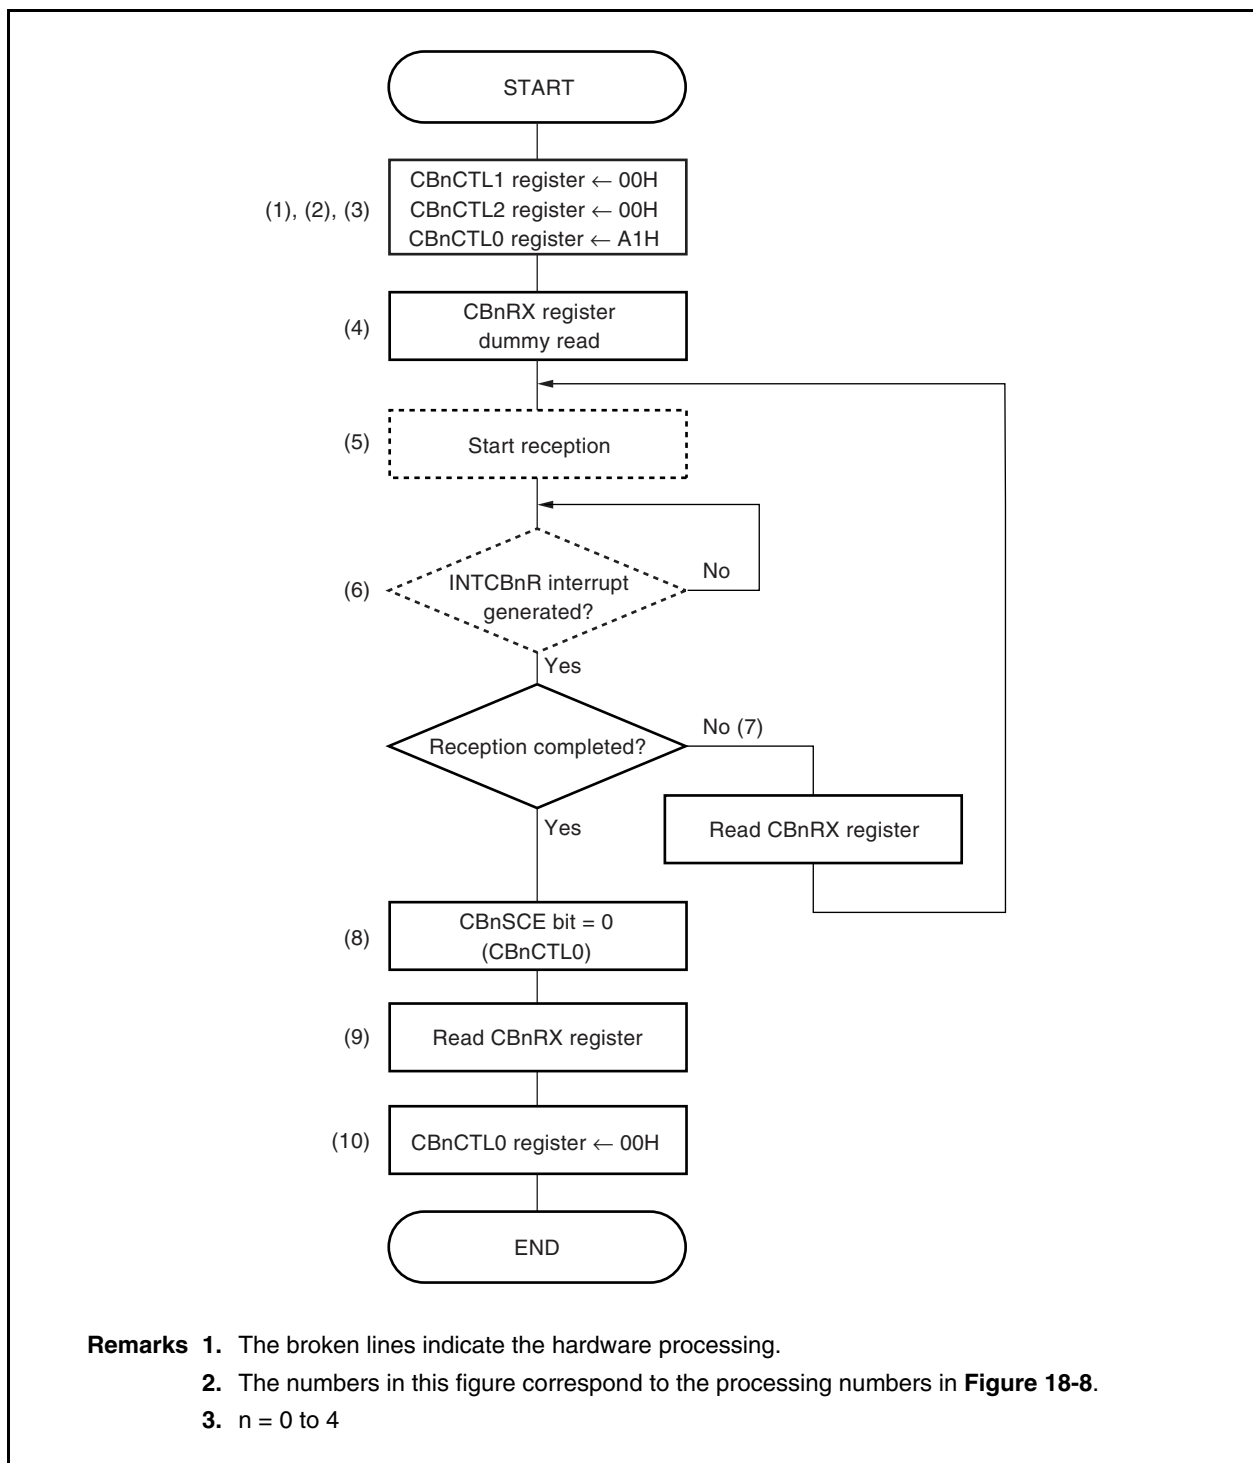 START
(1), (2), (3)
CBnCTL1 register ← 00H
CBnCTL2 register ← 00H
CBnCTL0 register ← A1H
(4)
CBnRX register
dummy read
(5)
Start reception
(6)
INTCBnR interrupt
generated?
No
Yes
Reception completed?
No (7)
Read CBnRX register
Yes
(8)
CBnSCE bit = 0
(CBnCTL0)
(9)
Read CBnRX register
(10)
CBnCTL0 register ← 00H
END
Remarks 1. The broken lines indicate the hardware processing.
2. The numbers in this figure correspond to the processing numbers in Figure 18-8.
3. n = 0 to 4